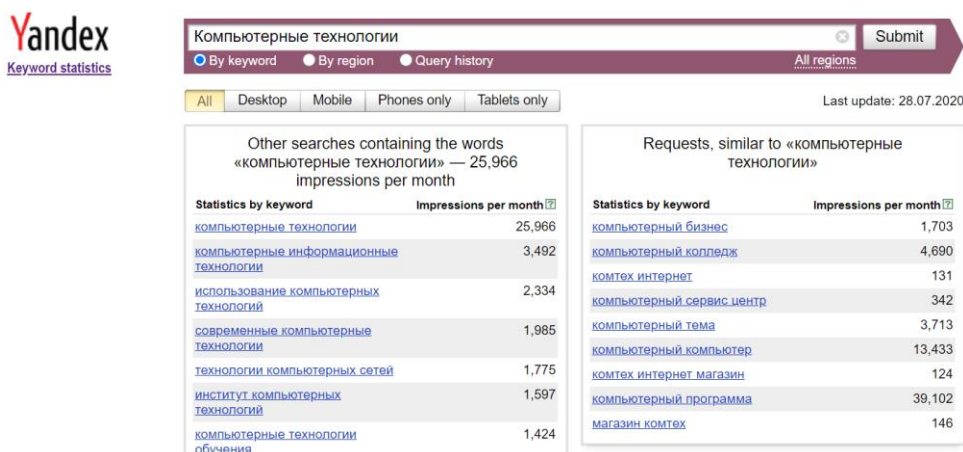 Yandex
Keyword statistics
Компьютерные технологии
Submit
By keyword By region Query history All regions
All Desktop Mobile Phones only Tablets only
Last update: 28.07.2020
Other searches containing the words
«компьютерные технологии» — 25,966
impressions per month
Statistics by keyword Impressions per month ?
компьютерные технологии 25,966
компьютерные информационные 3,492
технологии
использование компьютерных 2,334
технологий
современные компьютерные 1,985
технологии
технологии компьютерных сетей 1,775
институт компьютерных 1,597
технологий
компьютерные технологии 1,424
обучения
Requests, similar to «компьютерные
технологии»
Statistics by keyword Impressions per month ?
компьютерный бизнес 1,703
компьютерный колледж 4,690
комтех интернет 131
компьютерный сервис центр 342
компьютерный тема 3,713
компьютерный компьютер 13,433
комтех интернет магазин 124
компьютерный программа 39,102
магазин комтех 146